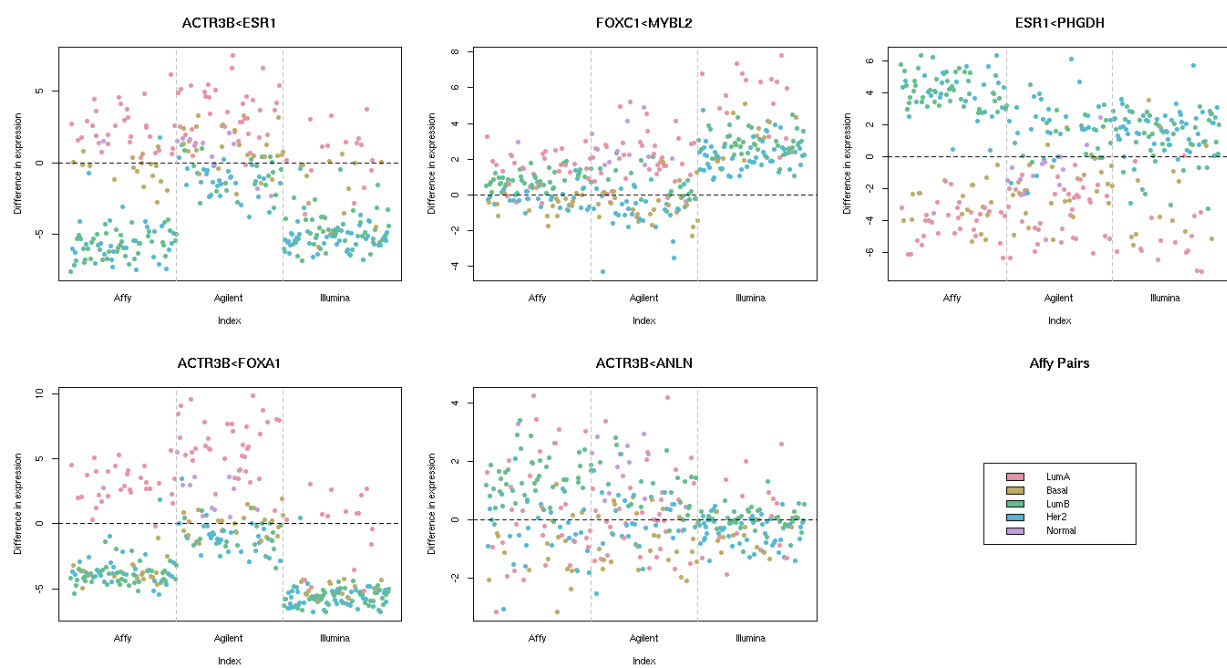 ACTR3B<ESR1
Difference in expression
5
0
-5
Affy Agilent Illumina
Index
FOXC1<MYBL2
Difference in expression
8
6
4
2
0
-2
-4
Affy Agilent Illumina
Index
ESR1<PHGDH
Difference in expression
6
4
2
0
-2
-4
-6
Affy Agilent Illumina
Index
ACTR3B<FOXA1
Difference in expression
10
5
0
-5
Affy Agilent Illumina
Index
ACTR3B<ANLN
Difference in expression
4
2
0
-2
Affy Agilent Illumina
Index
Affy Pairs
LumA
Basal
LumB
Her2
Normal